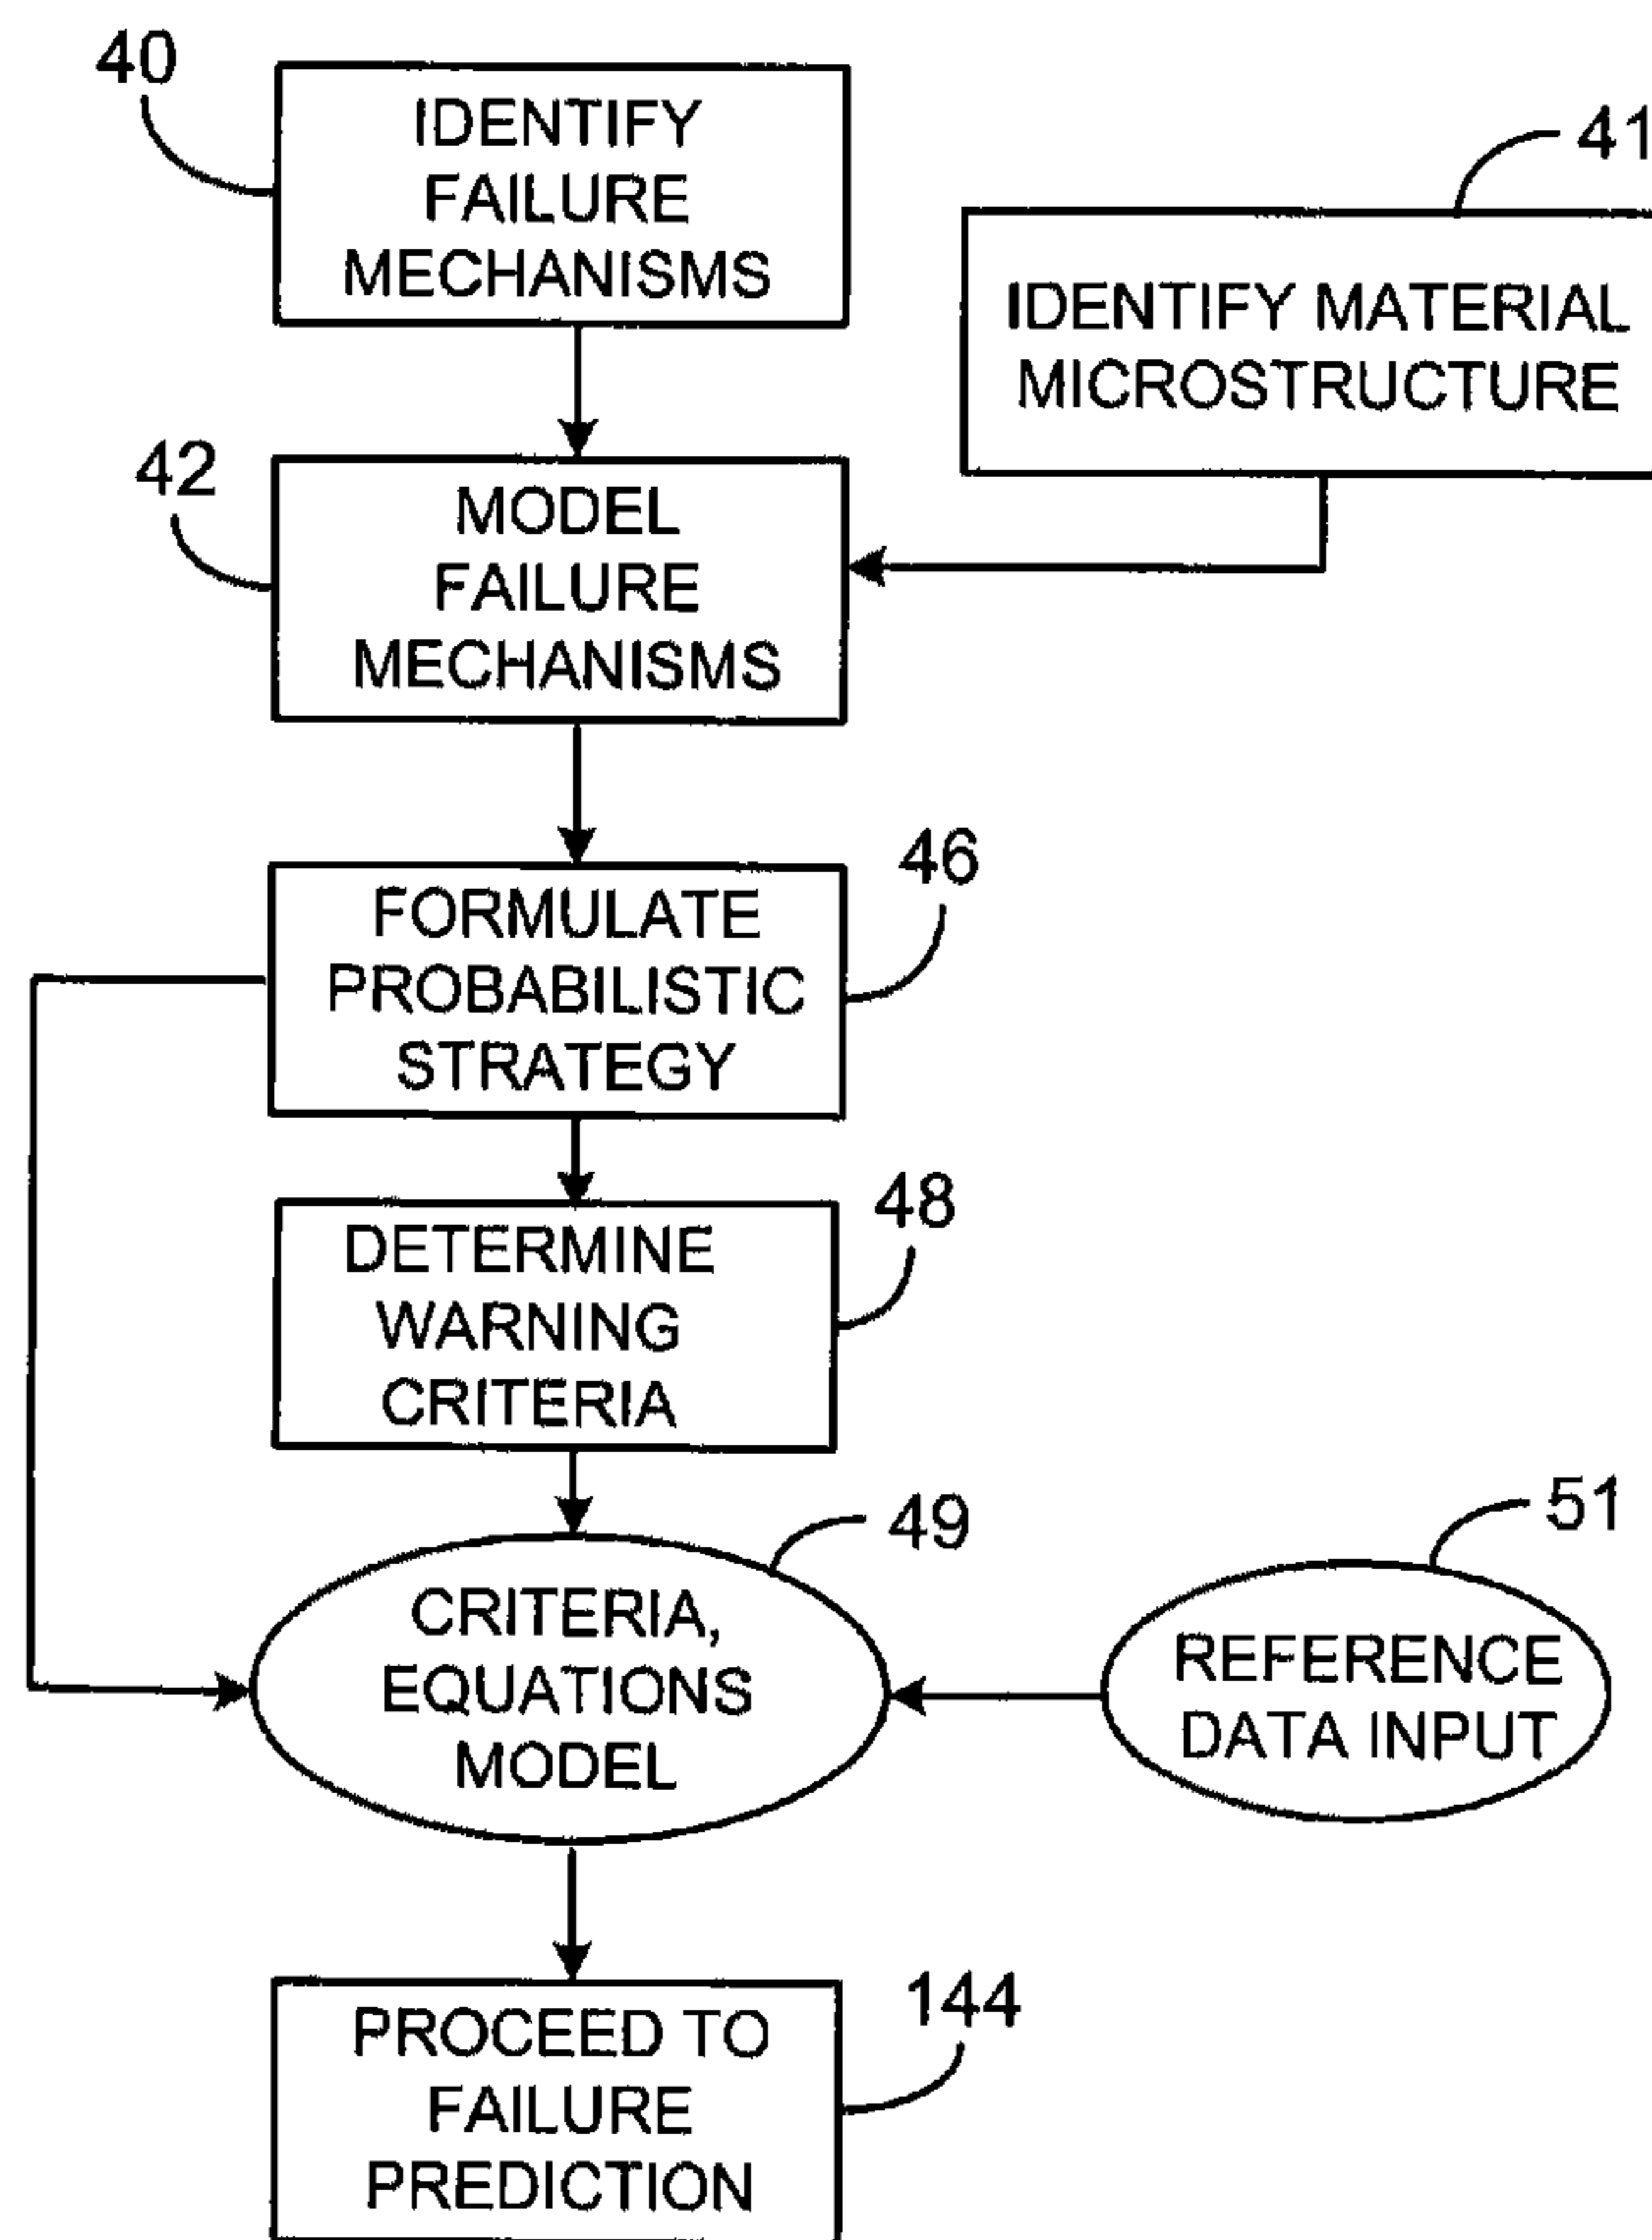 40
IDENTIFY
FAILURE
MECHANISMS
41
IDENTIFY MATERIAL
MICROSTRUCTURE
42
MODEL
FAILURE
MECHANISMS
46
FORMULATE
PROBABILISTIC
STRATEGY
48
DETERMINE
WARNING
CRITERIA
49
CRITERIA,
EQUATIONS
MODEL
51
REFERENCE
DATA INPUT
144
PROCEED TO
FAILURE
PREDICTION